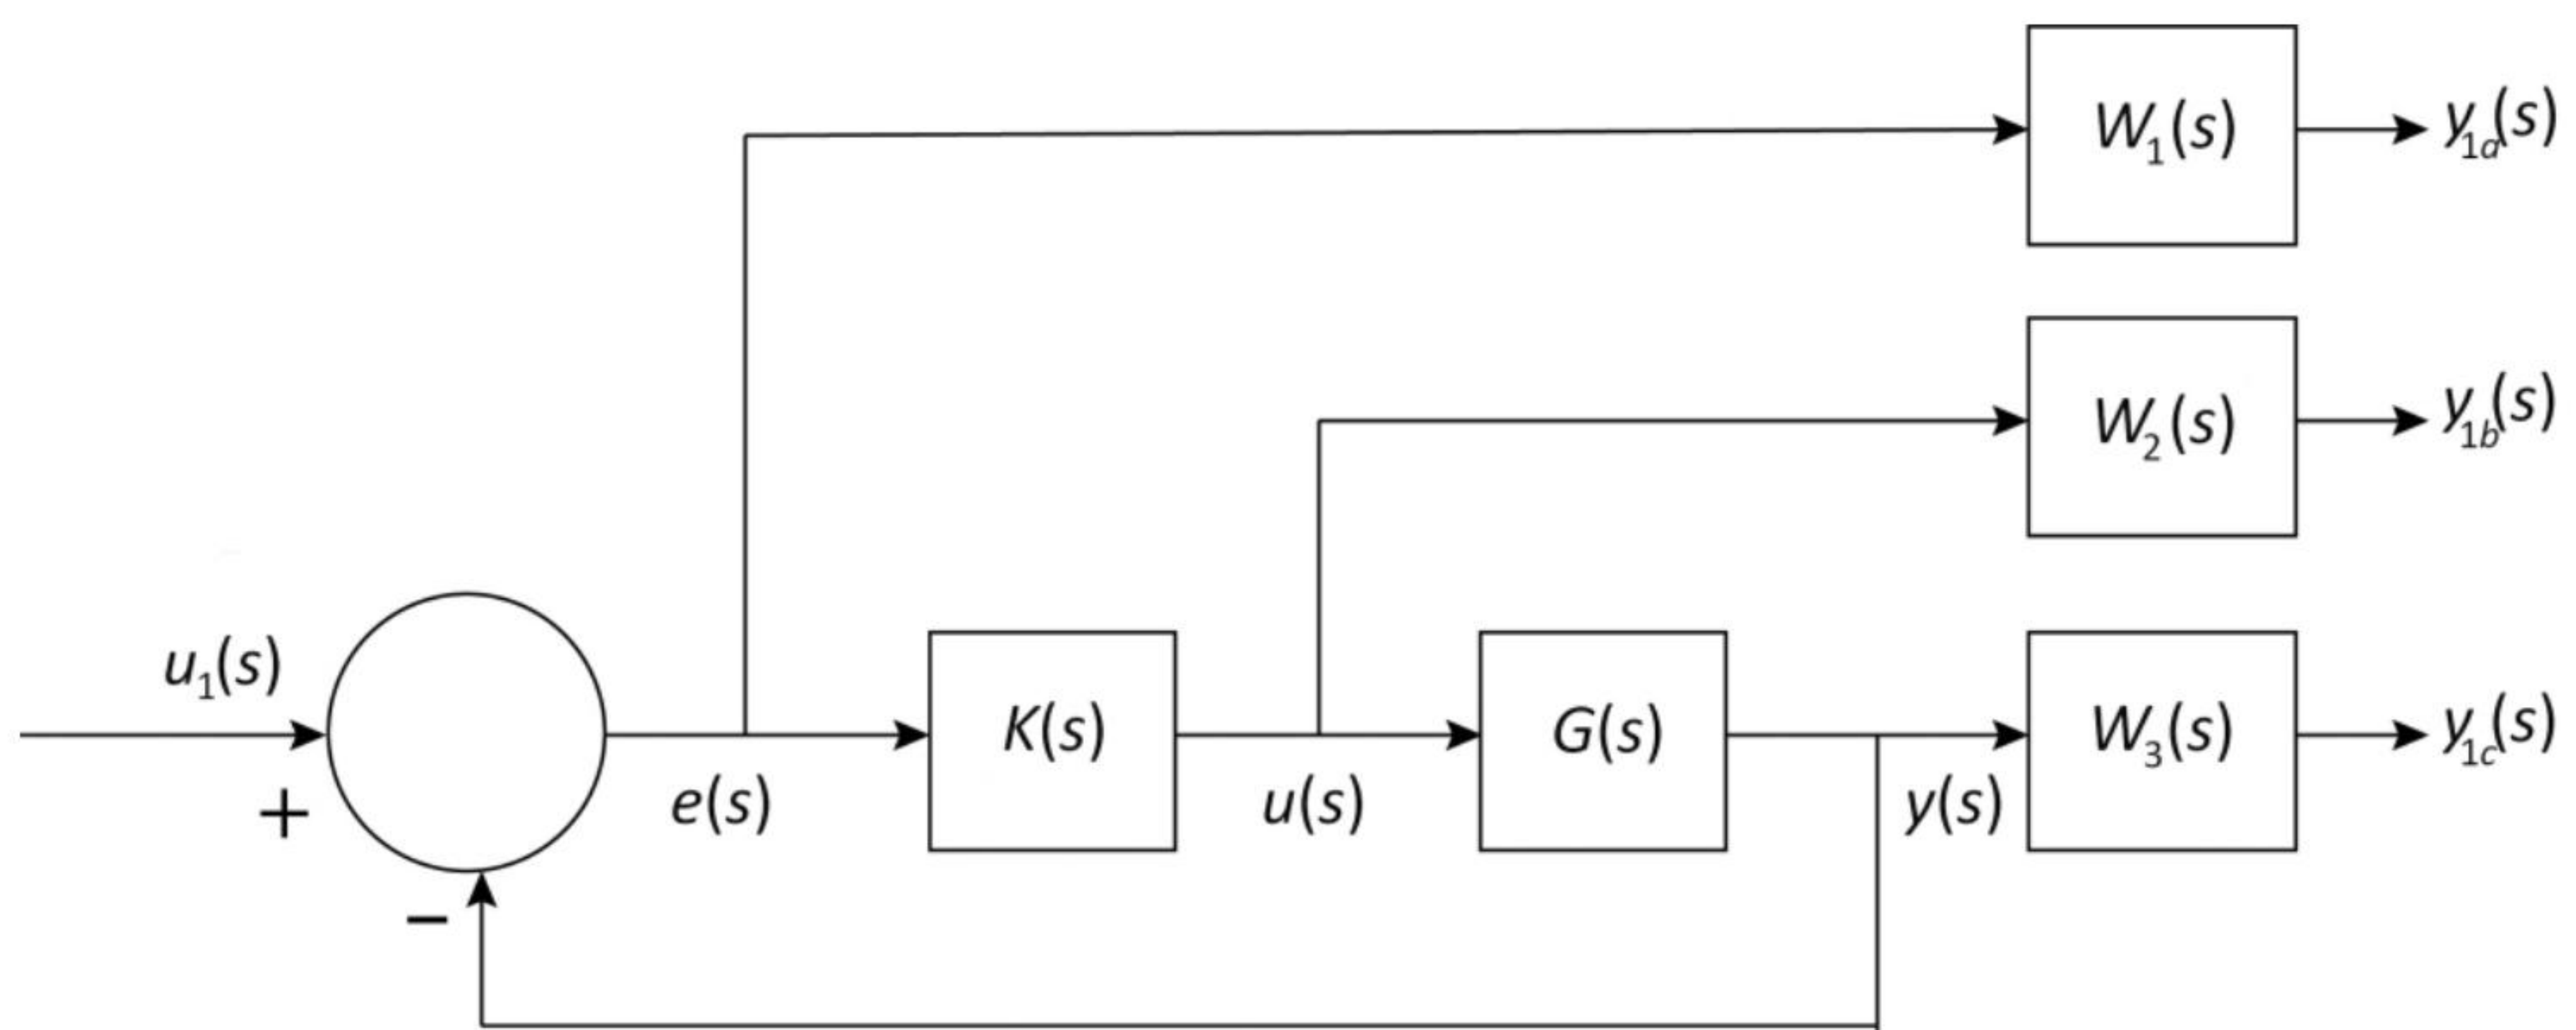 W₁(s)
y₁ₐ(s)
W₂(s)
y₁b(s)
u₁(s)
K(s)
G(s)
W₃(s)
y₁c(s)
+
e(s)
u(s)
y(s)
−